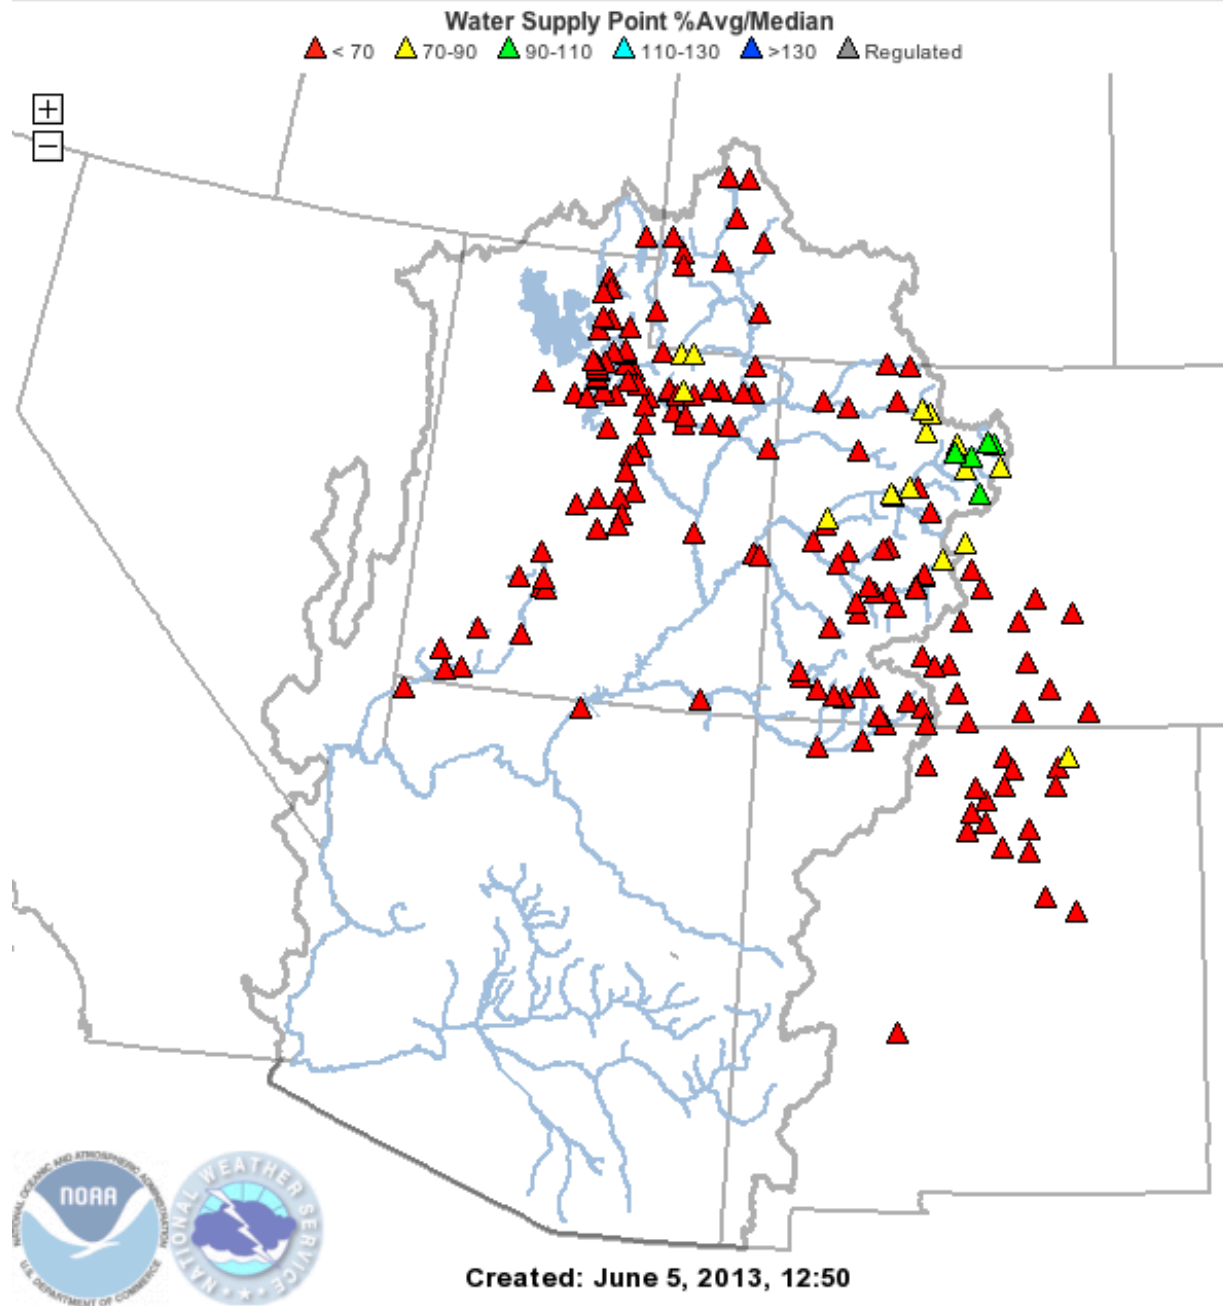 Water Supply Point %Avg/Median
< 70 70-90 90-110 110-130 >130 Regulated
+
−
NATIONAL OCEANIC AND ATMOSPHERIC ADMINISTRATION
NOAA
U.S. DEPARTMENT OF COMMERCE
NATIONAL WEATHER SERVICE
Created: June 5, 2013, 12:50